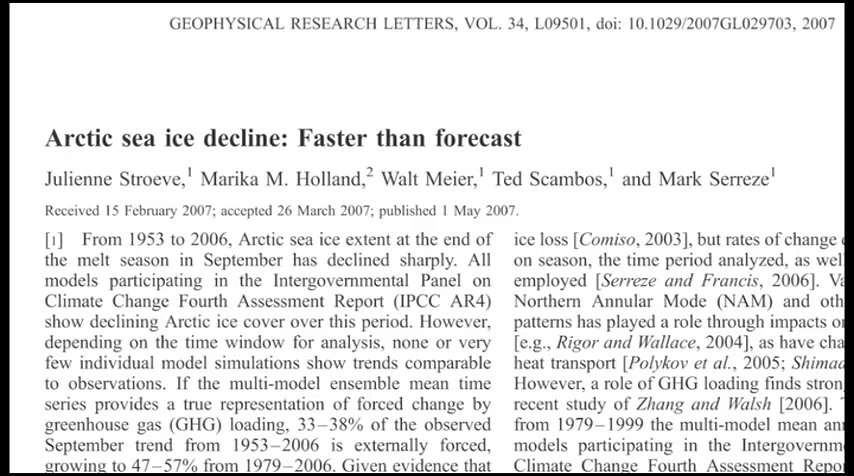 GEOPHYSICAL RESEARCH LETTERS, VOL. 34, L09501, doi: 10.1029/2007GL029703, 2007
Arctic sea ice decline: Faster than forecast
Julienne Stroeve,1 Marika M. Holland,2 Walt Meier,1 Ted Scambos,1 and Mark Serreze1
Received 15 February 2007; accepted 26 March 2007; published 1 May 2007.
[1] From 1953 to 2006, Arctic sea ice extent at the end of
the melt season in September has declined sharply. All
models participating in the Intergovernmental Panel on
Climate Change Fourth Assessment Report (IPCC AR4)
show declining Arctic ice cover over this period. However,
depending on the time window for analysis, none or very
few individual model simulations show trends comparable
to observations. If the multi-model ensemble mean time
series provides a true representation of forced change by
greenhouse gas (GHG) loading, 33–38% of the observed
September trend from 1953–2006 is externally forced,
growing to 47–57% from 1979–2006. Given evidence that
ice loss [Comiso, 2003], but rates of change
on season, the time period analyzed, as wel
employed [Serreze and Francis, 2006]. Va
Northern Annular Mode (NAM) and oth
patterns has played a role through impacts o
[e.g., Rigor and Wallace, 2004], as have cha
heat transport [Polykov et al., 2005; Shimad
However, a role of GHG loading finds stron
recent study of Zhang and Walsh [2006].
from 1979–1999 the multi-model mean an
models participating in the Intergovernm
Climate Change Fourth Assessment Repo